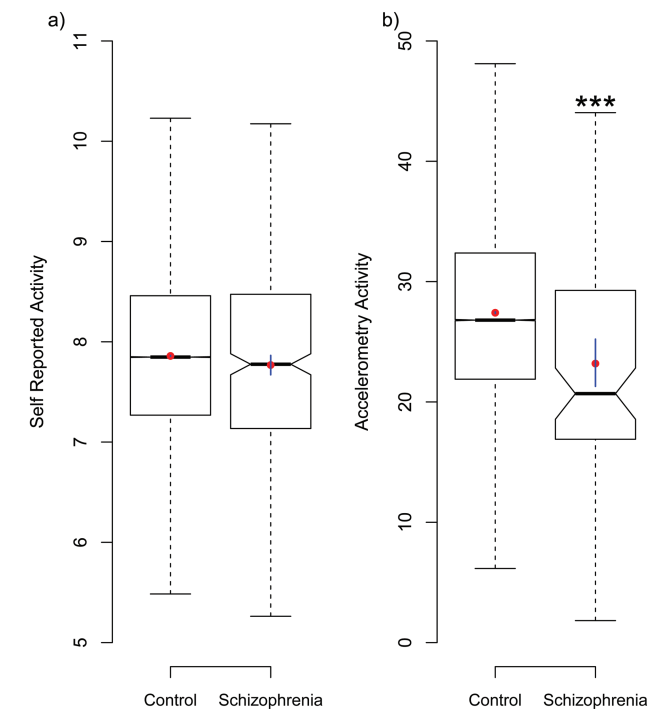 a)
Self Reported Activity
11
10
9
8
7
6
5
Control Schizophrenia
b)
Accelerometry Activity
50
40
30
20
10
0
***
Control Schizophrenia